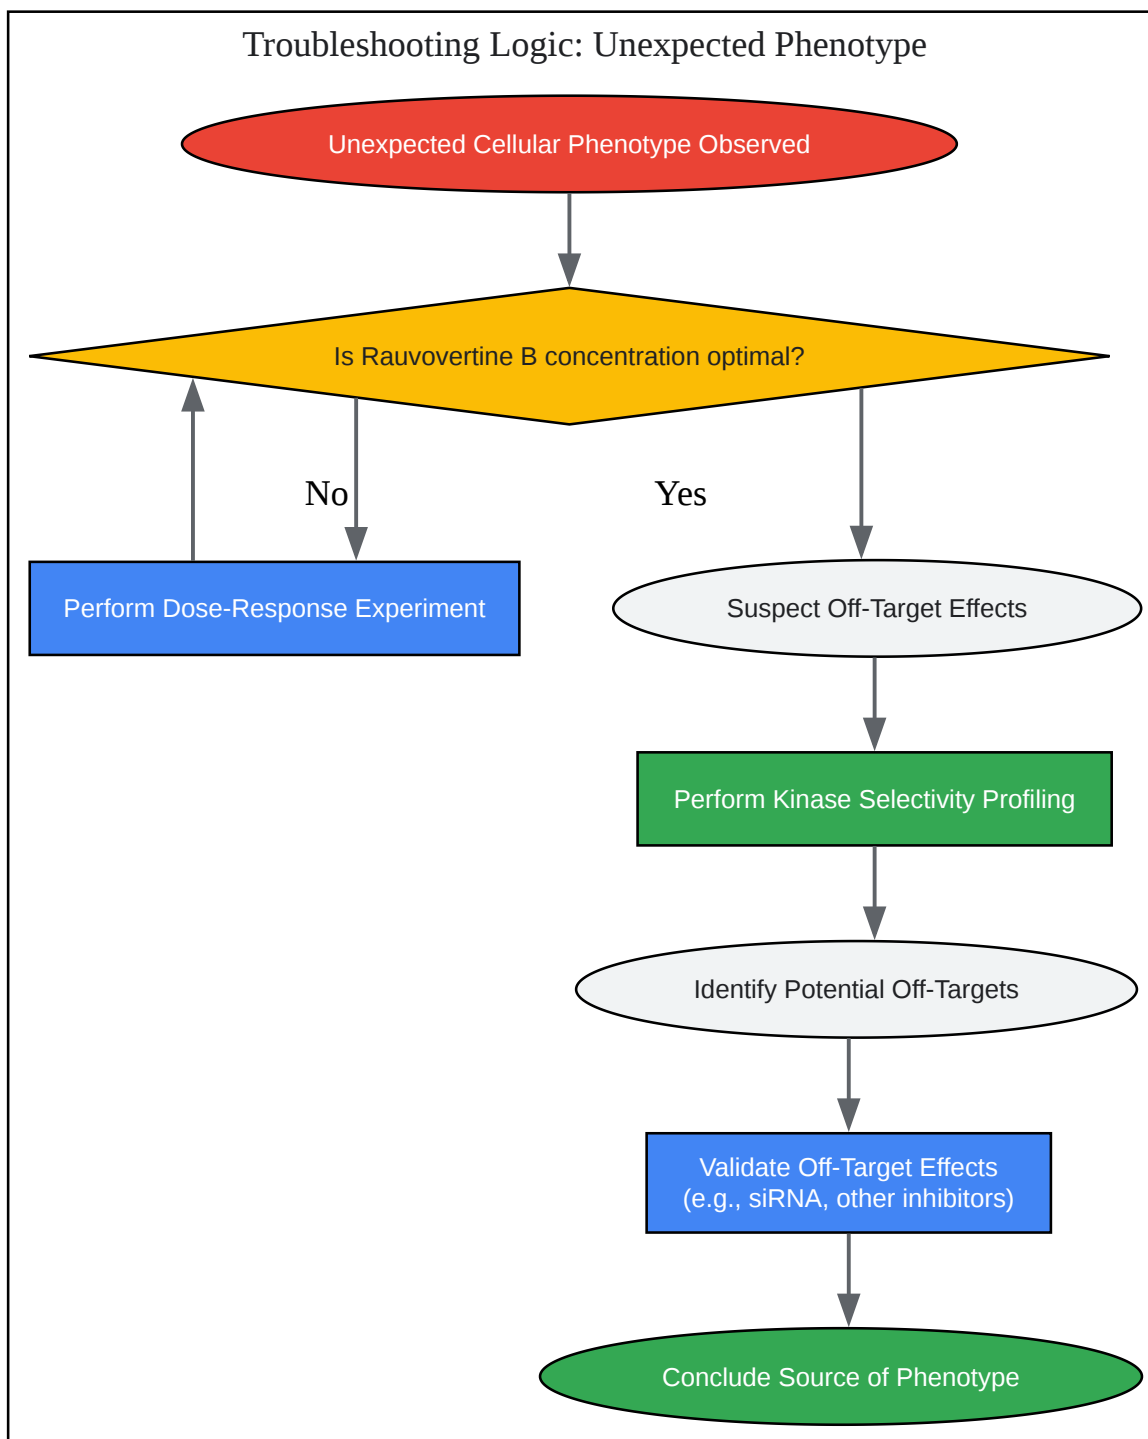 Troubleshooting Logic: Unexpected Phenotype
Unexpected Cellular Phenotype Observed
Is Rauvovertine B concentration optimal?
No
Yes
Perform Dose-Response Experiment
Suspect Off-Target Effects
Perform Kinase Selectivity Profiling
Identify Potential Off-Targets
Validate Off-Target Effects
(e.g., siRNA, other inhibitors)
Conclude Source of Phenotype